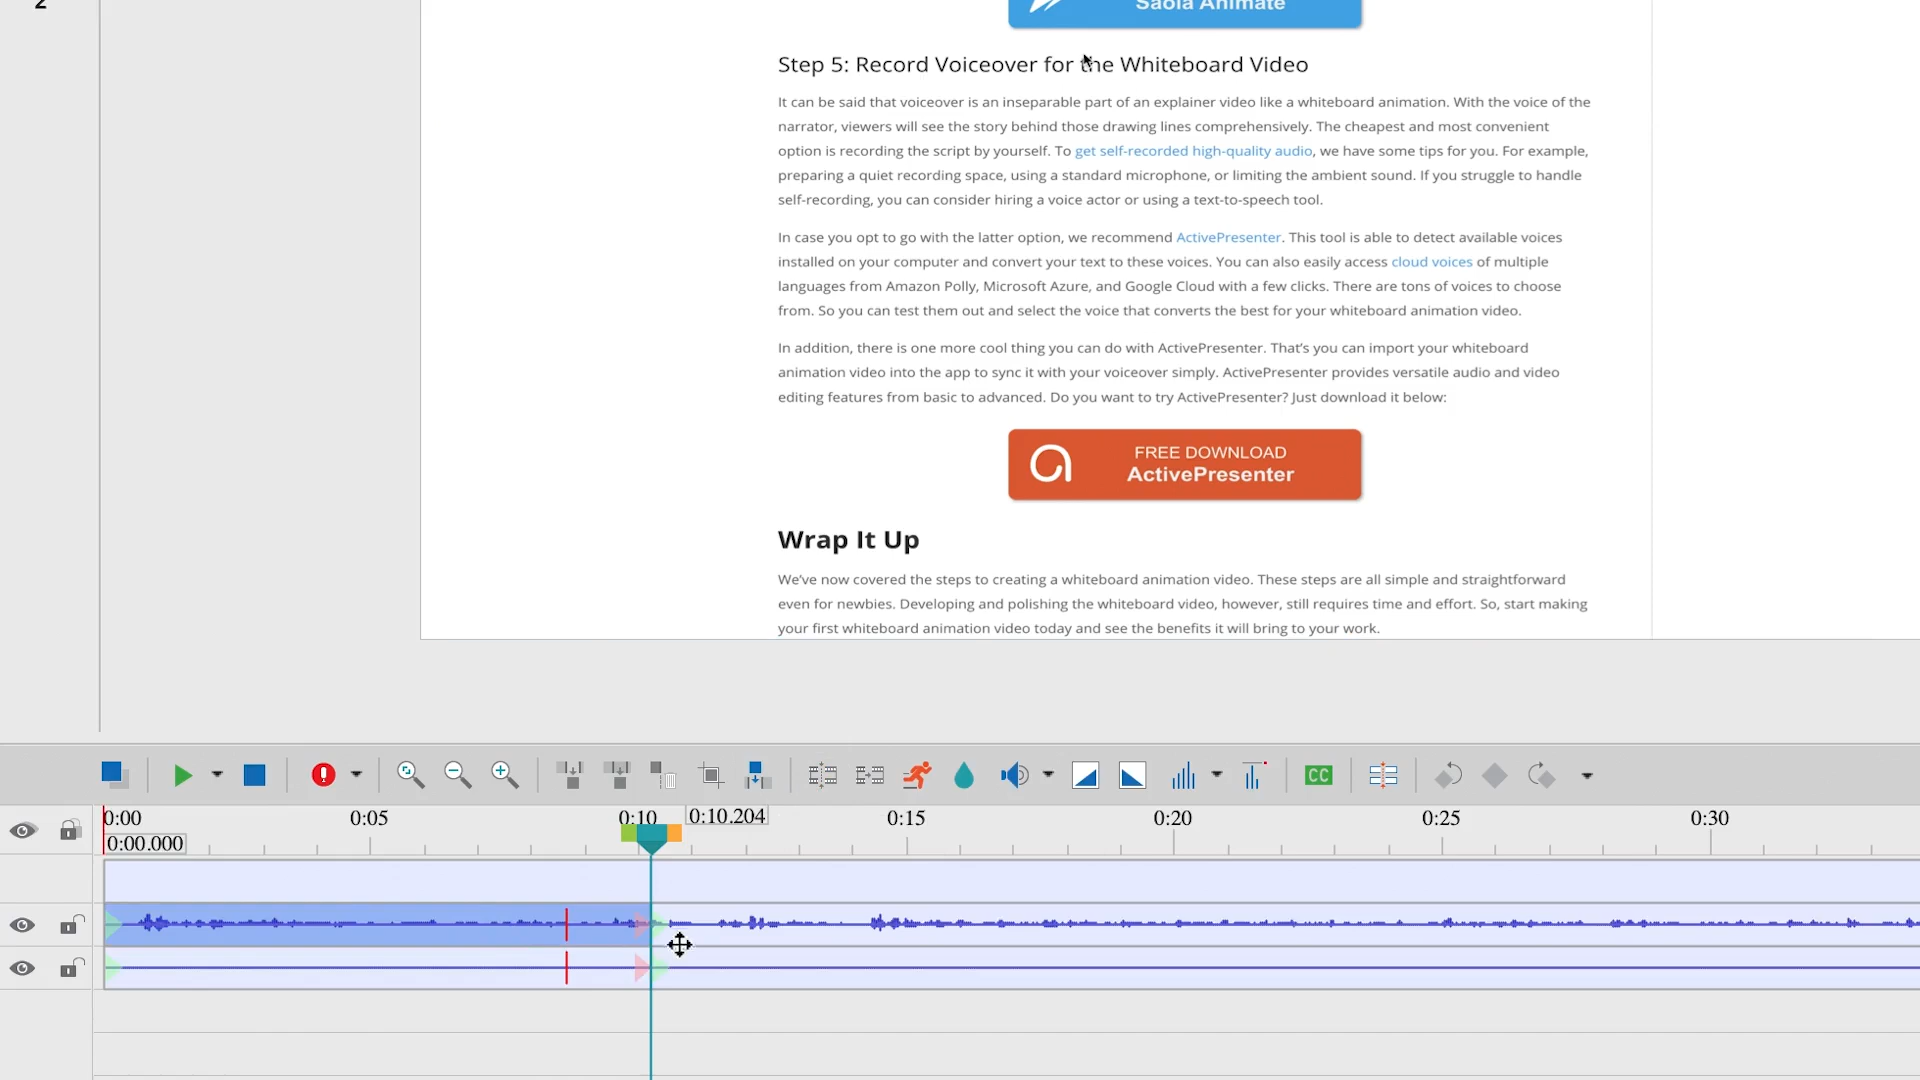 2
Saola Animate
Step 5: Record Voiceover for the Whiteboard Video
It can be said that voiceover is an inseparable part of an explainer video like a whiteboard animation. With the voice of the
narrator, viewers will see the story behind those drawing lines comprehensively. The cheapest and most convenient
option is recording the script by yourself. To get self-recorded high-quality audio, we have some tips for you. For example,
preparing a quiet recording space, using a standard microphone, or limiting the ambient sound. If you struggle to handle
self-recording, you can consider hiring a voice actor or using a text-to-speech tool.
In case you opt to go with the latter option, we recommend ActivePresenter. This tool is able to detect available voices
installed on your computer and convert your text to these voices. You can also easily access cloud voices of multiple
languages from Amazon Polly, Microsoft Azure, and Google Cloud with a few clicks. There are tons of voices to choose
from. So you can test them out and select the voice that converts the best for your whiteboard animation video.
In addition, there is one more cool thing you can do with ActivePresenter. That's you can import your whiteboard
animation video into the app to sync it with your voiceover simply. ActivePresenter provides versatile audio and video
editing features from basic to advanced. Do you want to try ActivePresenter? Just download it below:
FREE DOWNLOAD
ActivePresenter
Wrap It Up
We've now covered the steps to creating a whiteboard animation video. These steps are all simple and straightforward
even for newbies. Developing and polishing the whiteboard video, however, still requires time and effort. So, start making
your first whiteboard animation video today and see the benefits it will bring to your work.
CC
0:00 0:05 0:10 0:10.204 0:15 0:20 0:25 0:30
0:00.000